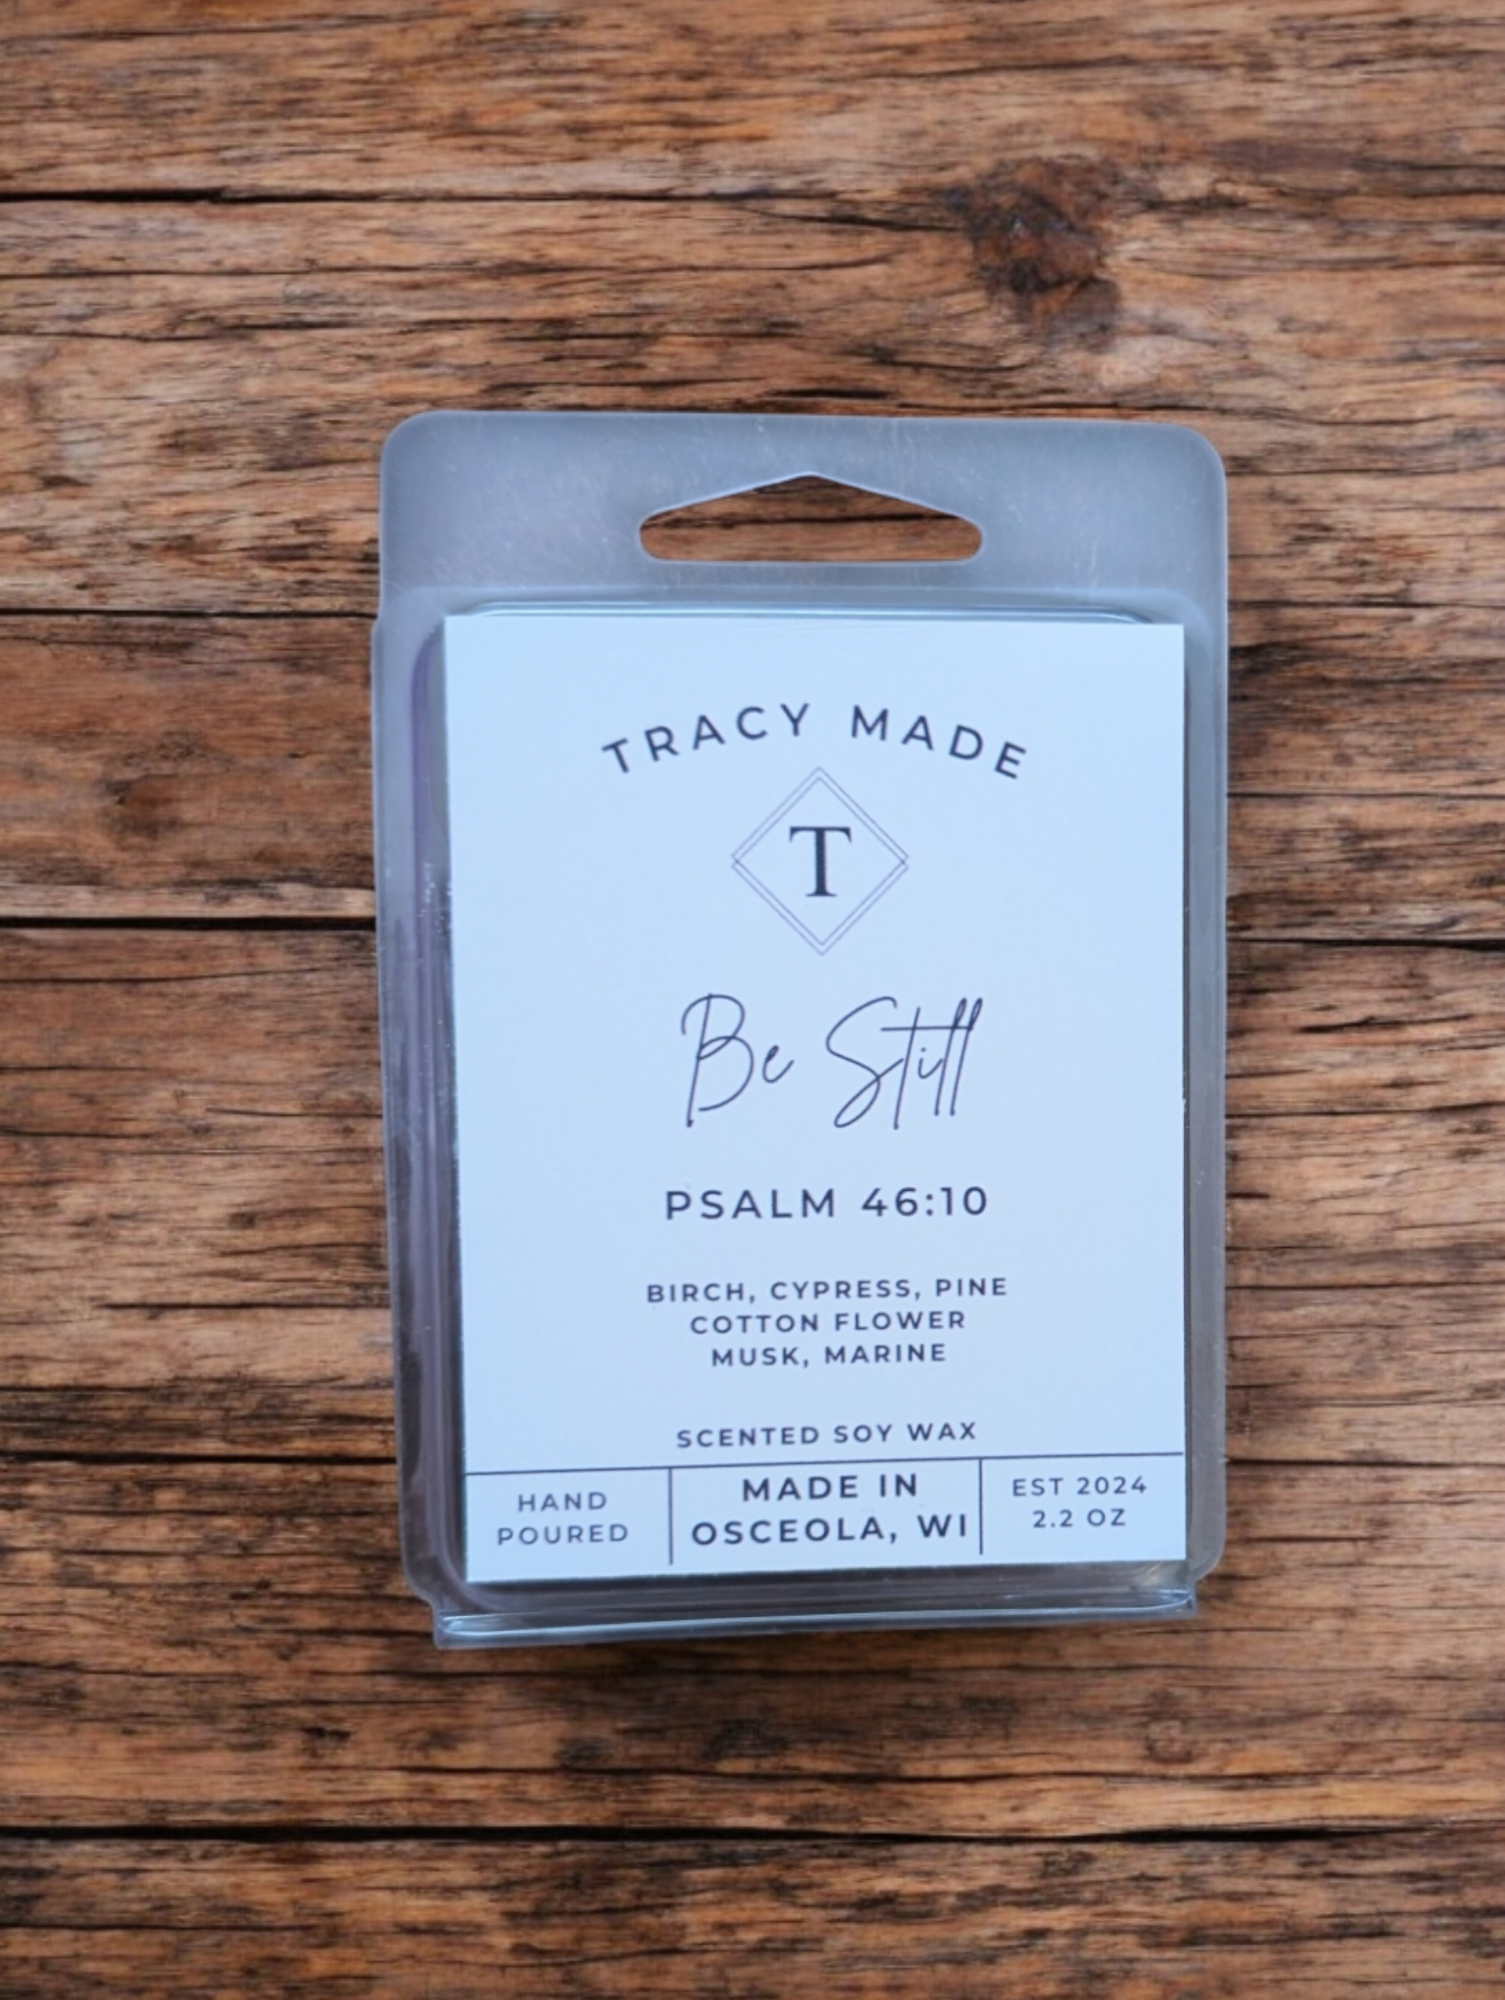 TRACY MADE
T
Be Still
PSALM 46:10
BIRCH, CYPRESS, PINE
COTTON FLOWER
MUSK, MARINE
SCENTED SOY WAX
HAND
POURED
MADE IN
OSCEOLA, WI
EST 2024
2.2 OZ